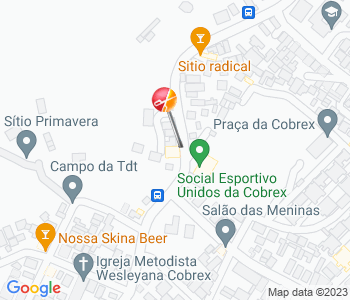 Sitio radical
Sítio Primavera
Praça da Cobrex
Campo da Tdt
Social Esportivo
Unidos da Cobrex
Salão das Meninas
Nossa Skina Beer
Igreja Metodista
Wesleyana Cobrex
Google
Map data ©2023